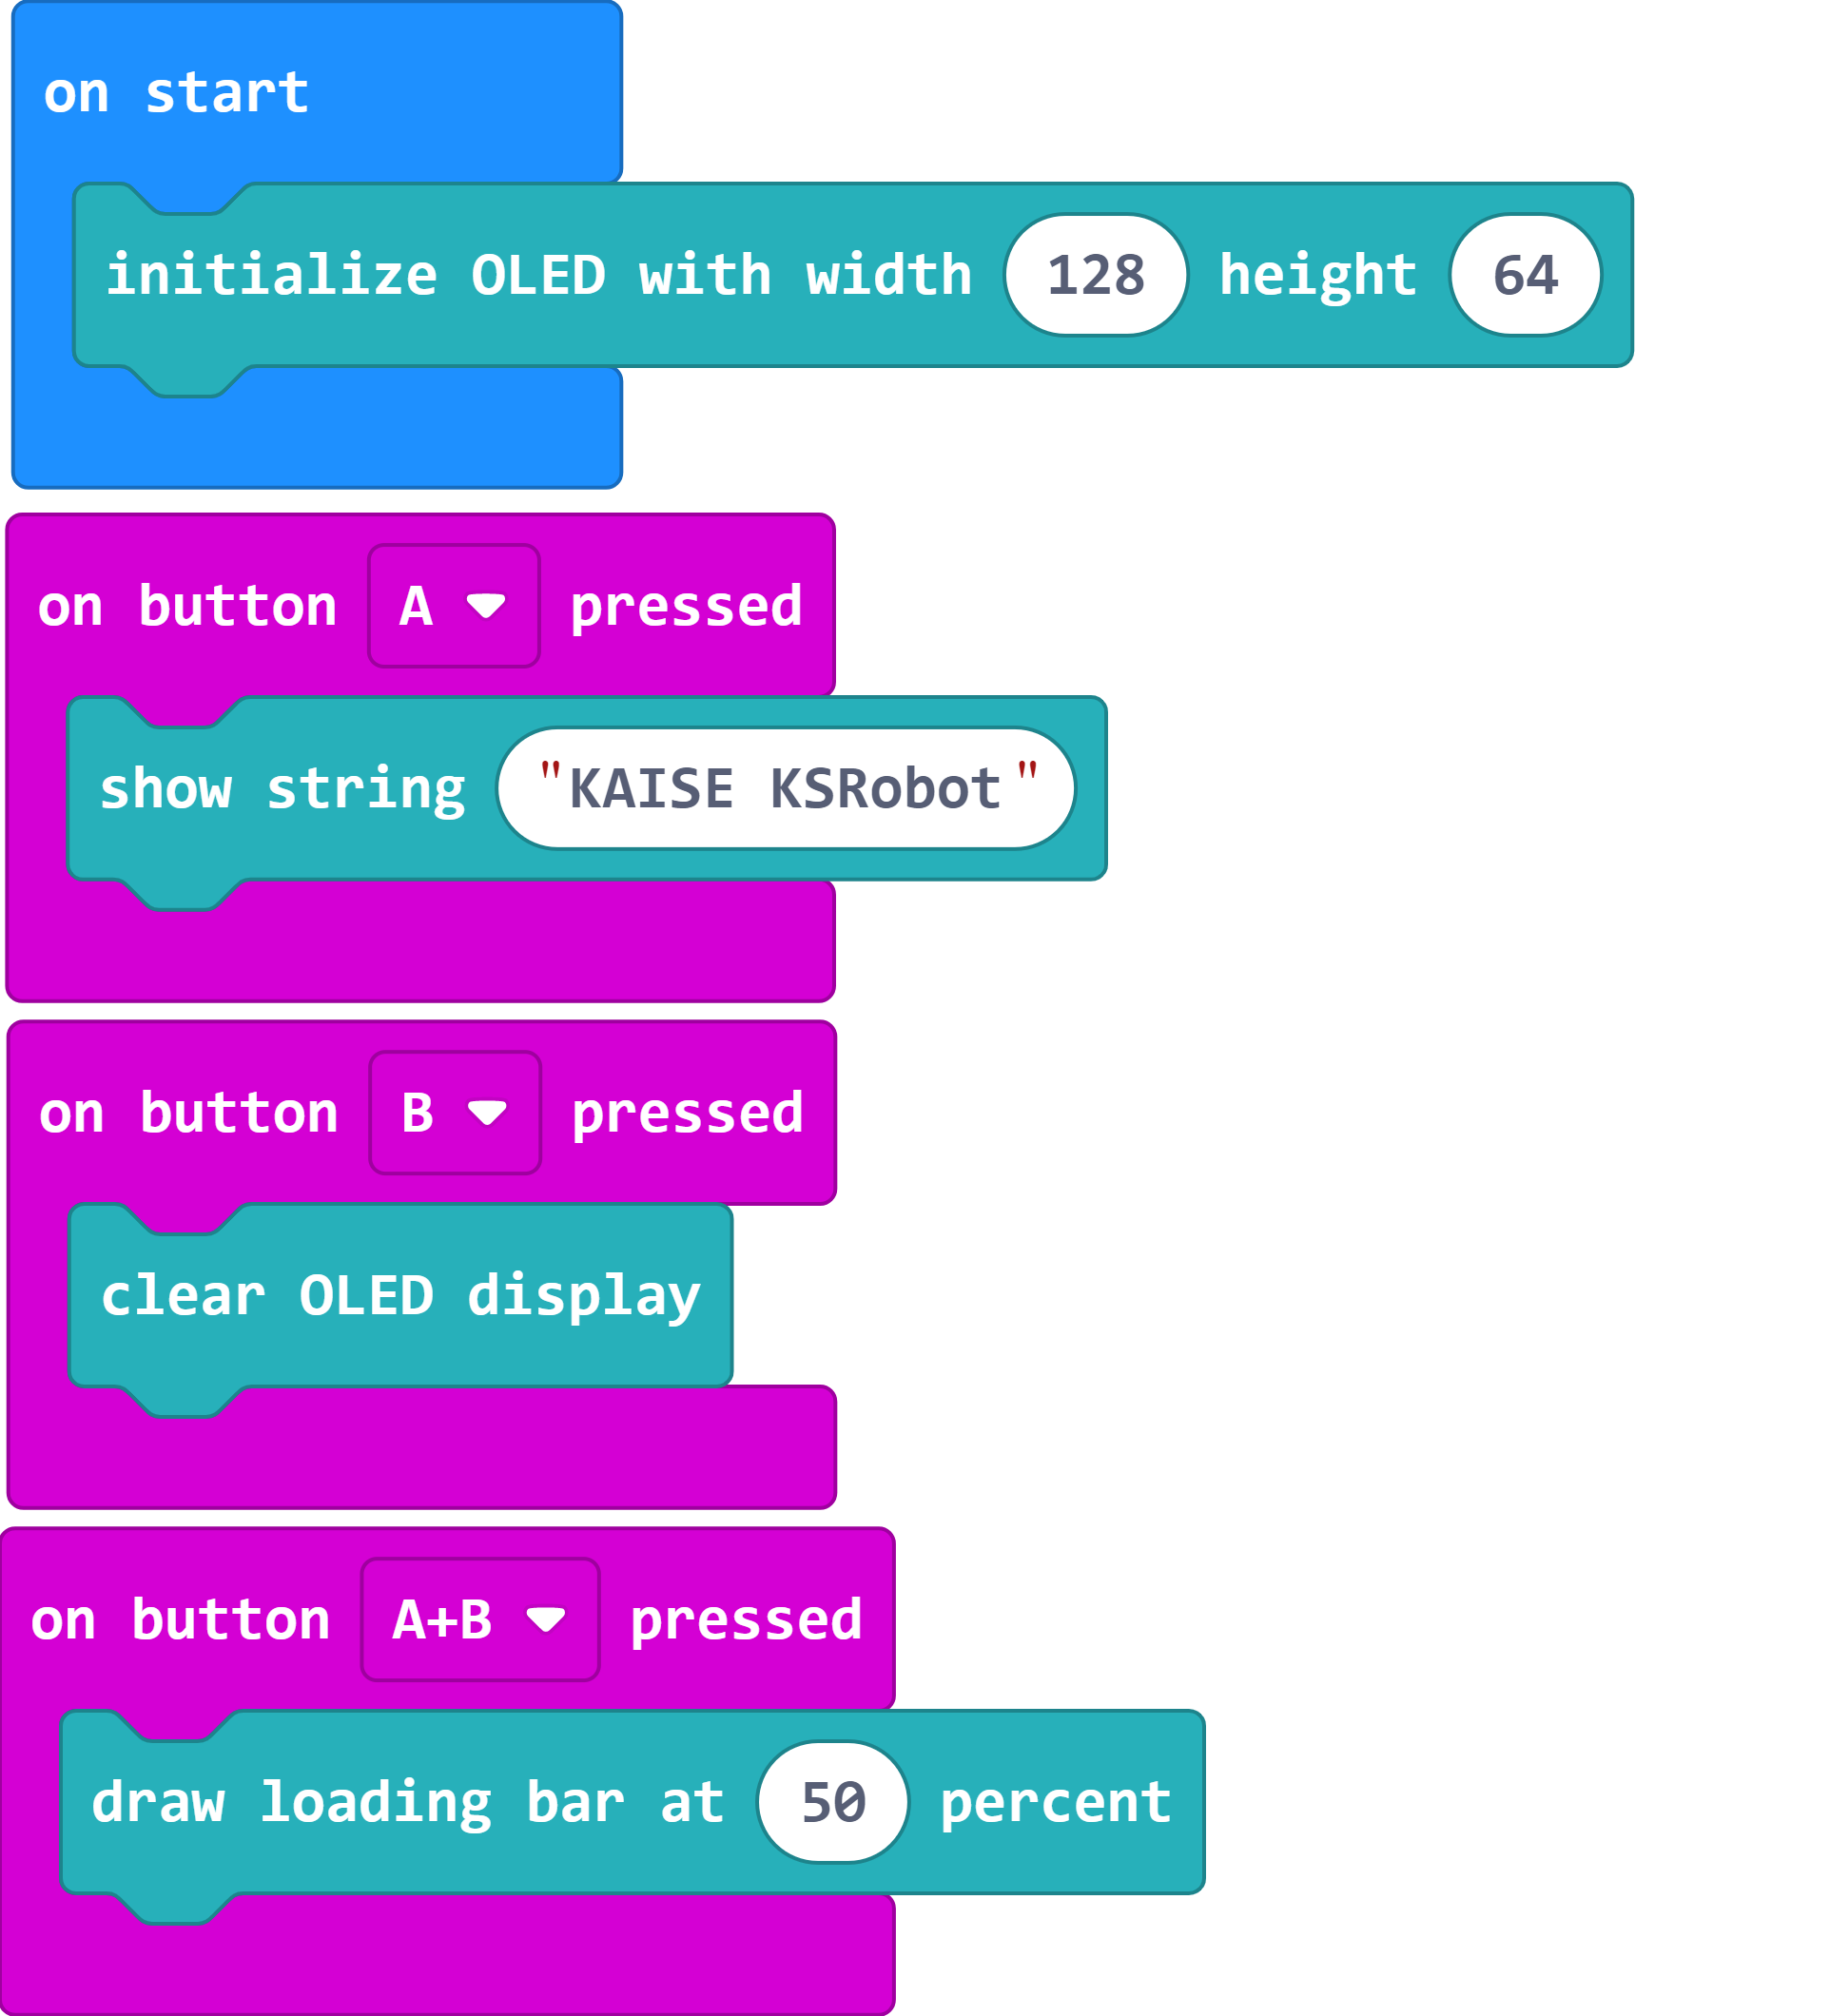 on start
initialize OLED with width 128 height 64
on button A pressed
show string "KAISE KSRobot"
on button B pressed
clear OLED display
on button A+B pressed
draw loading bar at 50 percent